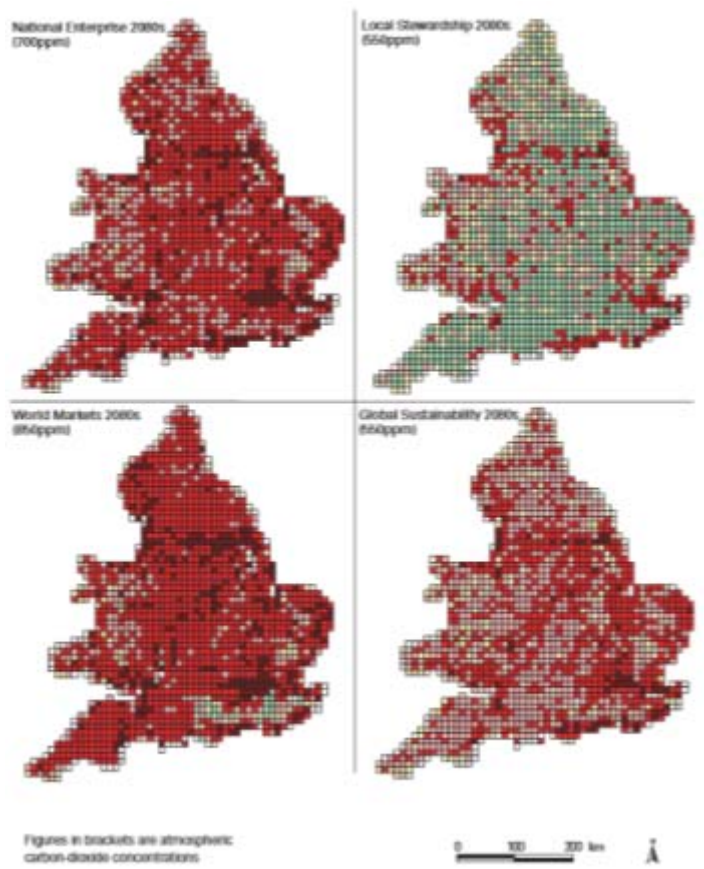 National Enterprise 2080s
(700ppm)
Local Stewardship 2080s
(550ppm)
World Markets 2080s
(850ppm)
Global Sustainability 2080s
(550ppm)
Figures in brackets are atmospheric
carbon-dioxide concentrations
0 100 200 km